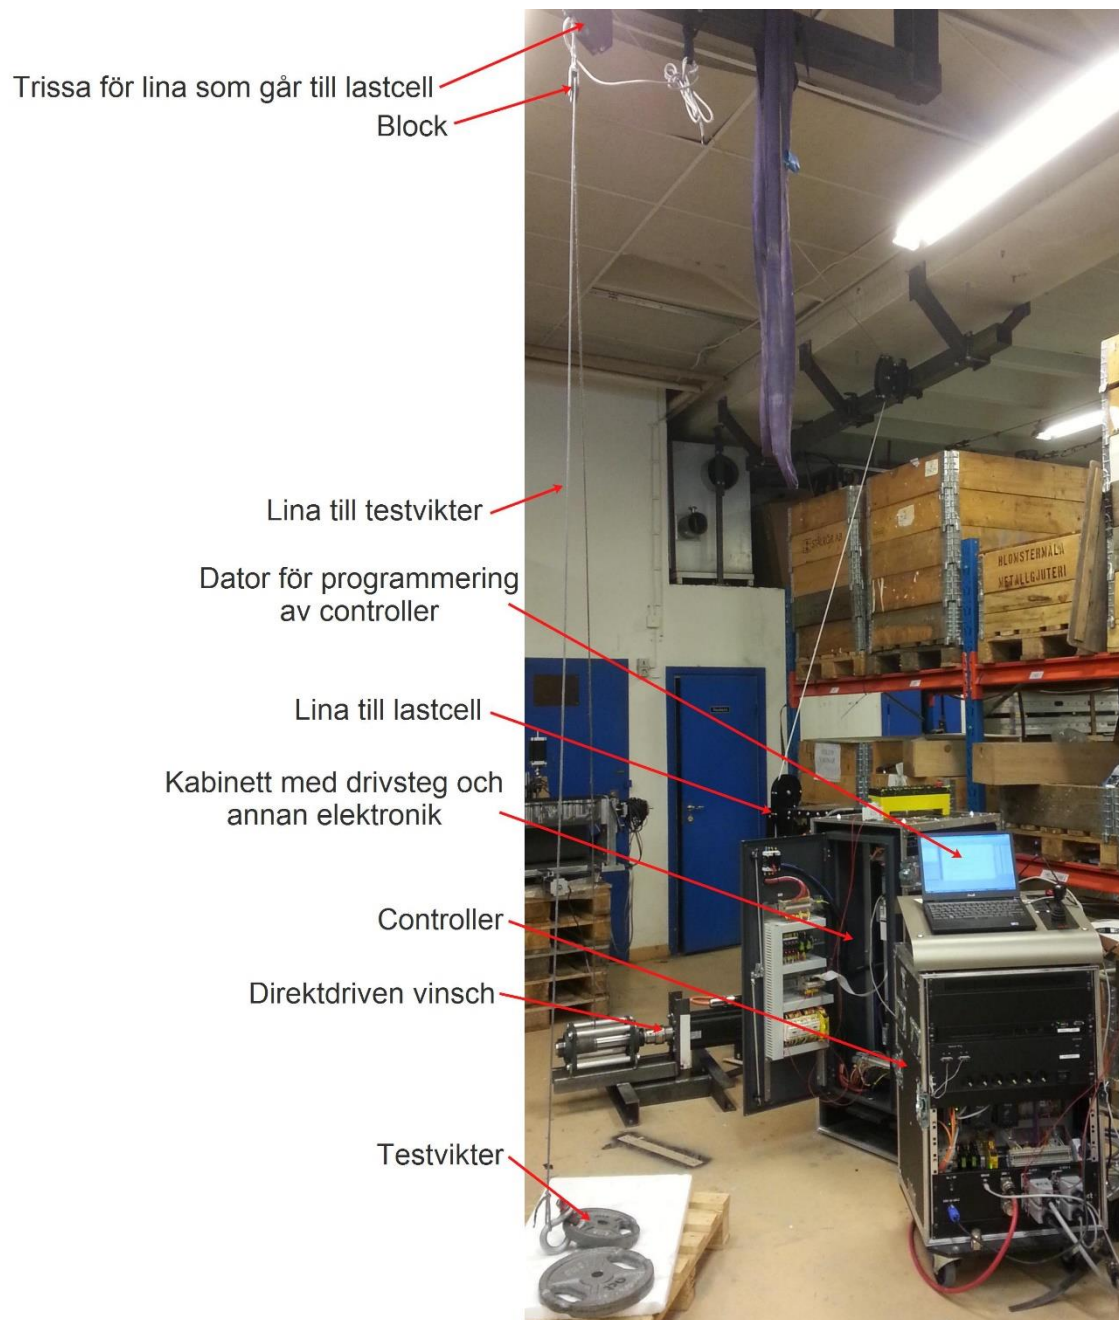 Trissa för lina som går till lastcell
Block
Lina till testvikter
Dator för programmering
av controller
Lina till lastcell
Kabinett med drivsteg och
annan elektronik
Controller
Direktdriven vinsch
Testvikter
BLOMSTERMÅLA
METALLGJUTERI